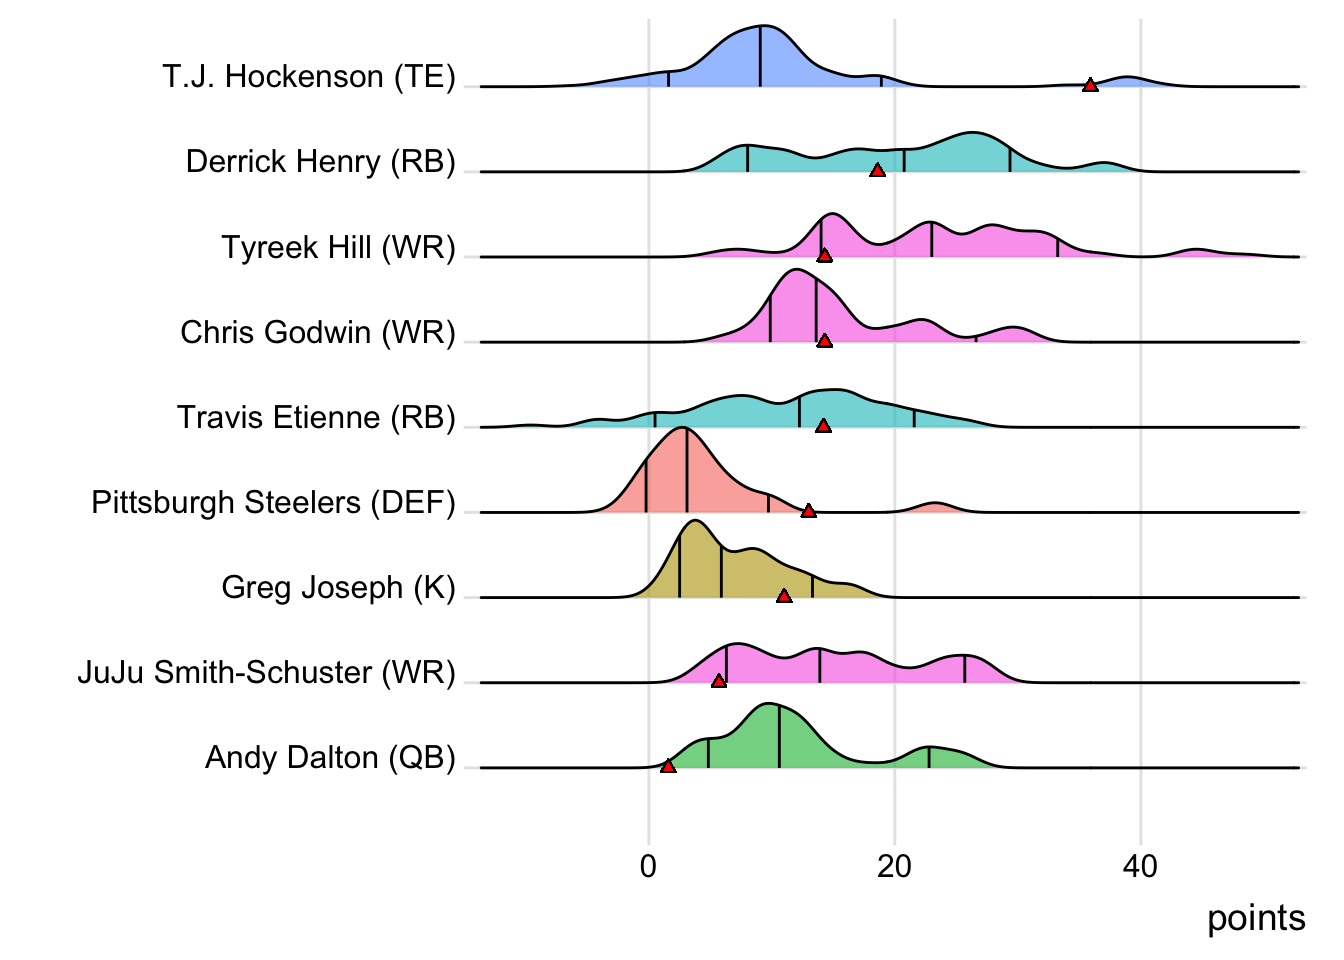 T.J. Hockenson (TE)
Derrick Henry (RB)
Tyreek Hill (WR)
Chris Godwin (WR)
Travis Etienne (RB)
Pittsburgh Steelers (DEF)
Greg Joseph (K)
JuJu Smith-Schuster (WR)
Andy Dalton (QB)
0 20 40
points